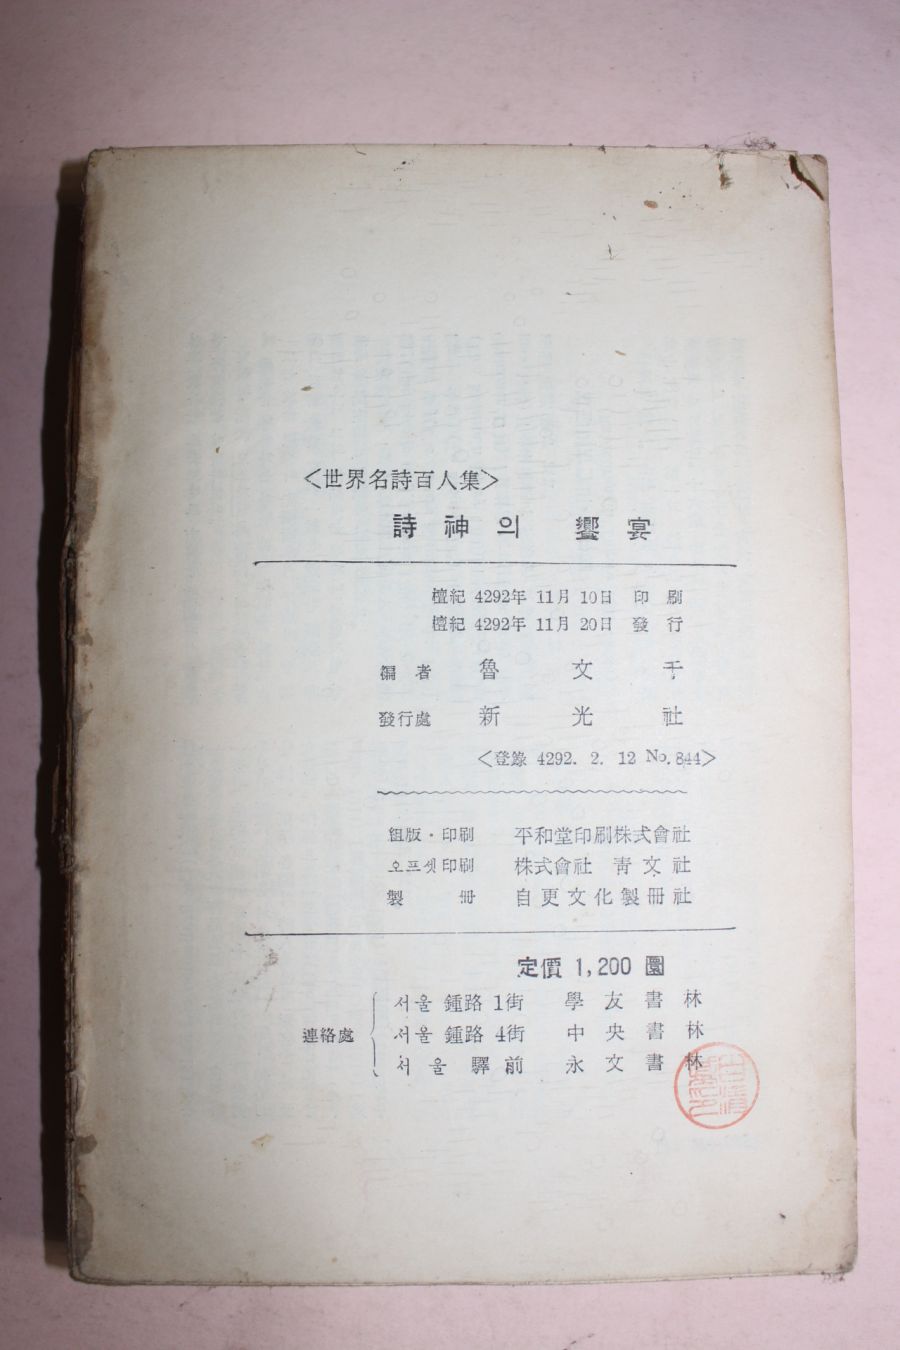 <世界名詩百人集>
詩神의 饗宴
檀紀 4292年 11月 10日 印刷
檀紀 4292年 11月 20日 發行
編者 魯文千
發行處 新光社
<登錄 4292. 2. 12 No. 844>
組版·印刷 平和堂印刷株式會社
오프셋印刷 株式會社 靑文社
製冊 自更文化製冊社
定價 1,200 圜
連絡處
서울 鍾路 1街 學友書林
서울 鍾路 4街 中央書林
서울 驛前 永文書林